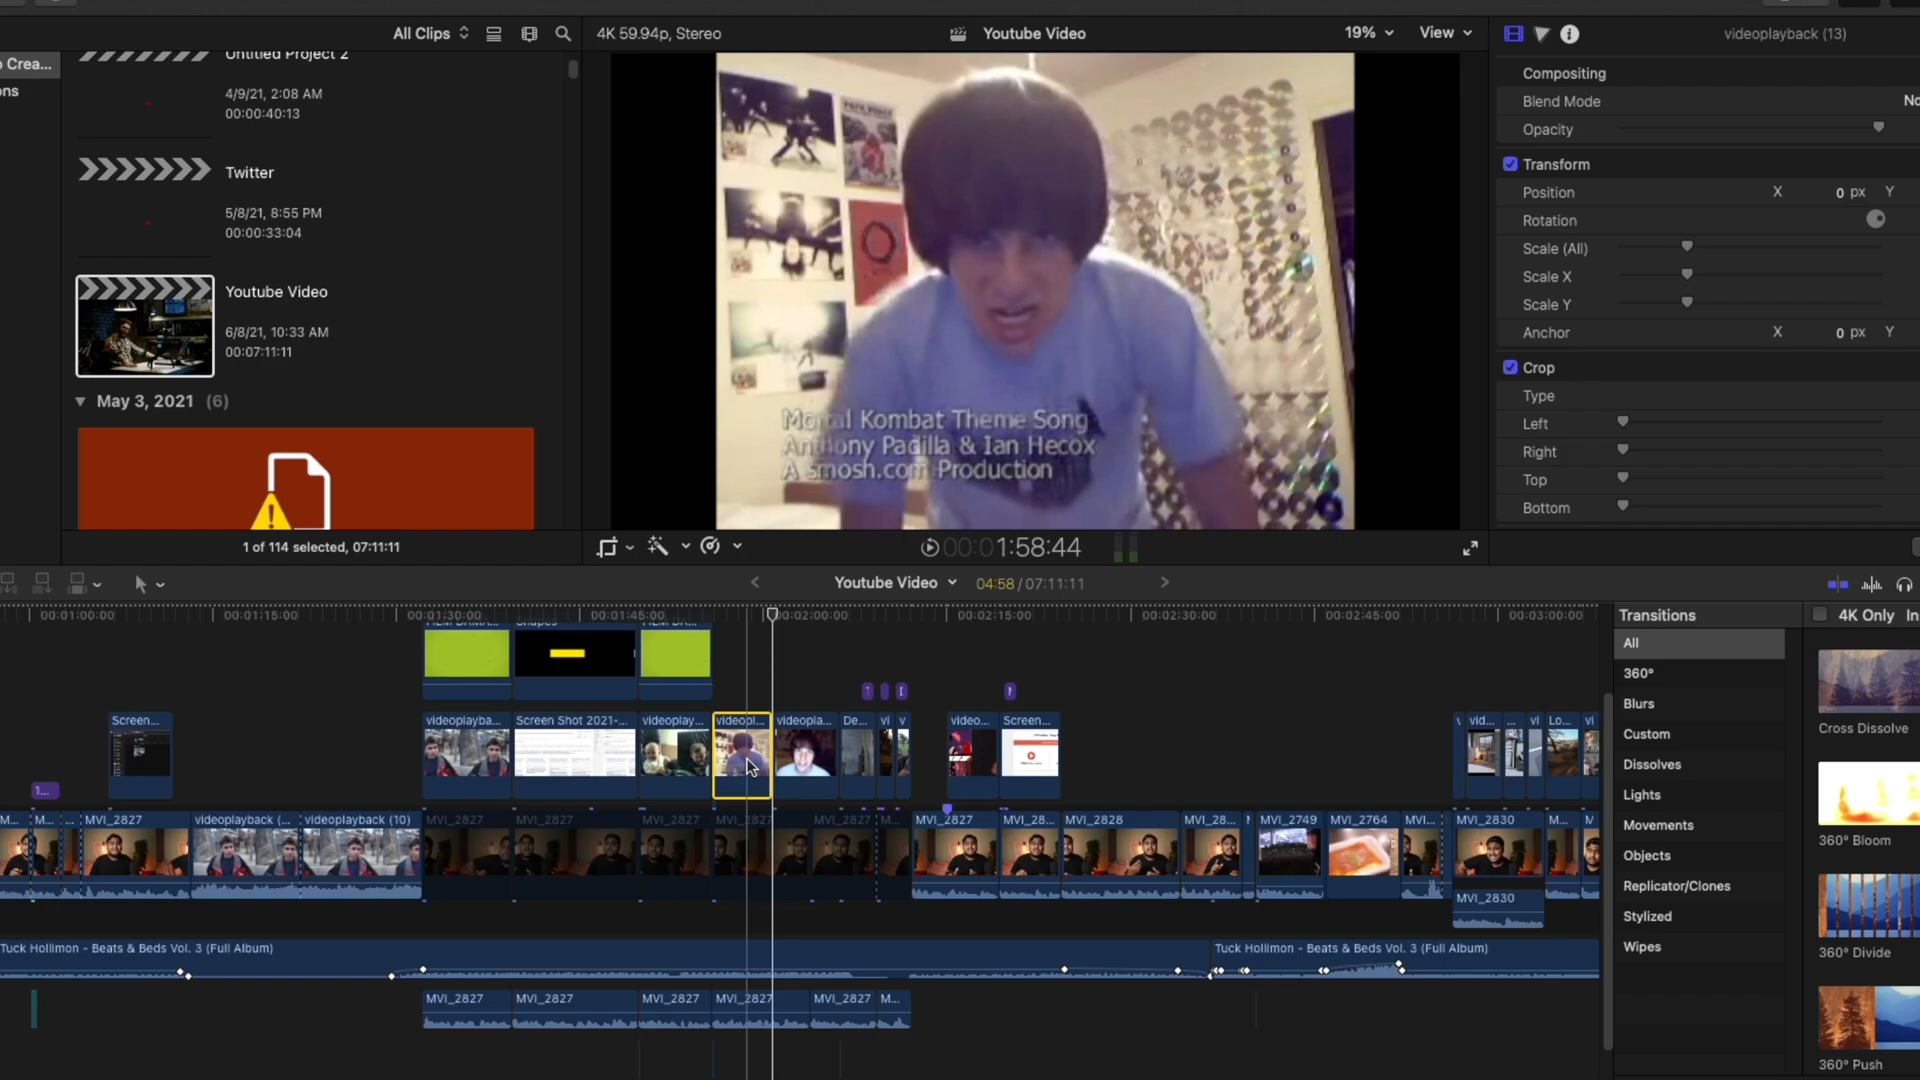 All Clips
4K 59.94p, Stereo
Youtube Video
19%
View
videoplayback (13)
Crea...
ons
Untitled Project 2
4/9/21, 2:08 AM
00:00:40:13
Twitter
5/8/21, 8:55 PM
00:00:33:04
Youtube Video
6/8/21, 10:33 AM
00:07:11:11
May 3, 2021 (6)
1 of 114 selected, 07:11:11
Mortal Kombat Theme Song
Anthony Padilla & Ian Hecox
A smosh.com Production
00:01:58:44
Compositing
Blend Mode
No
Opacity
Transform
Position X 0 px Y
Rotation
Scale (All)
Scale X
Scale Y
Anchor X 0 px Y
Crop
Type
Left
Right
Top
Bottom
Youtube Video
04:58 / 07:11:11
00:01:00:00
00:01:15:00
00:01:30:00
00:01:45:00
00:02:00:00
00:02:15:00
00:02:30:00
00:02:45:00
00:03:00:00
Screen...
videoplayba...
Screen Shot 2021-...
videoplay...
videopl...
videopla...
De...
vi
v
video...
Screen...
vid...
...
vi
Lo...
vi
1...
M...
M...
...
MVI_2827
videoplayback (...
videoplayback (10)
MVI_2827
MVI_2827
MVI_2827
MVI_2827
MVI_2827
M...
MVI_2827
MVI_28...
MVI_2828
MVI_28...
MVI_2749
MVI_2764
MVI...
MVI_2830
M...
M
MVI_2830
Tuck Hollimon - Beats & Beds Vol. 3 (Full Album)
Tuck Hollimon - Beats & Beds Vol. 3 (Full Album)
MVI_2827
MVI_2827
MVI_2827
MVI_2827
MVI_2827
M...
Transitions
All
360°
Blurs
Custom
Dissolves
Lights
Movements
Objects
Replicator/Clones
Stylized
Wipes
4K Only
In
Cross Dissolve
360° Bloom
360° Divide
360° Push